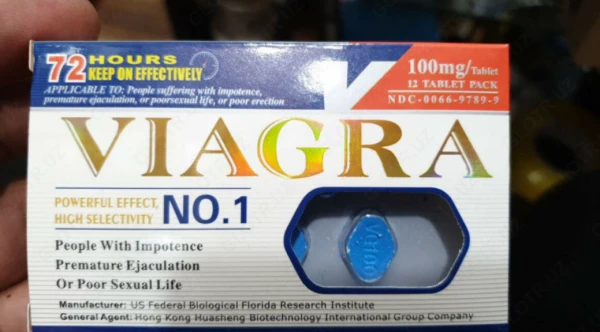 72 HOURS
KEEP ON EFFECTIVELY
APPLICABLE TO: People suffering with impotence,
premature ejaculation, or poorsexual life, or poor erection
100mg/Tablet
12 TABLET PACK
NDC-0066-9789-9
VIAGRA
POWERFUL EFFECT,
HIGH SELECTIVITY
NO.1
People With Impotence
Premature Ejaculation
Or Poor Sexual Life
Manufacturer: US Federal Biological Florida Research Institute
General Agent: Hong Kong Huasheng Biotechnology International Group Company